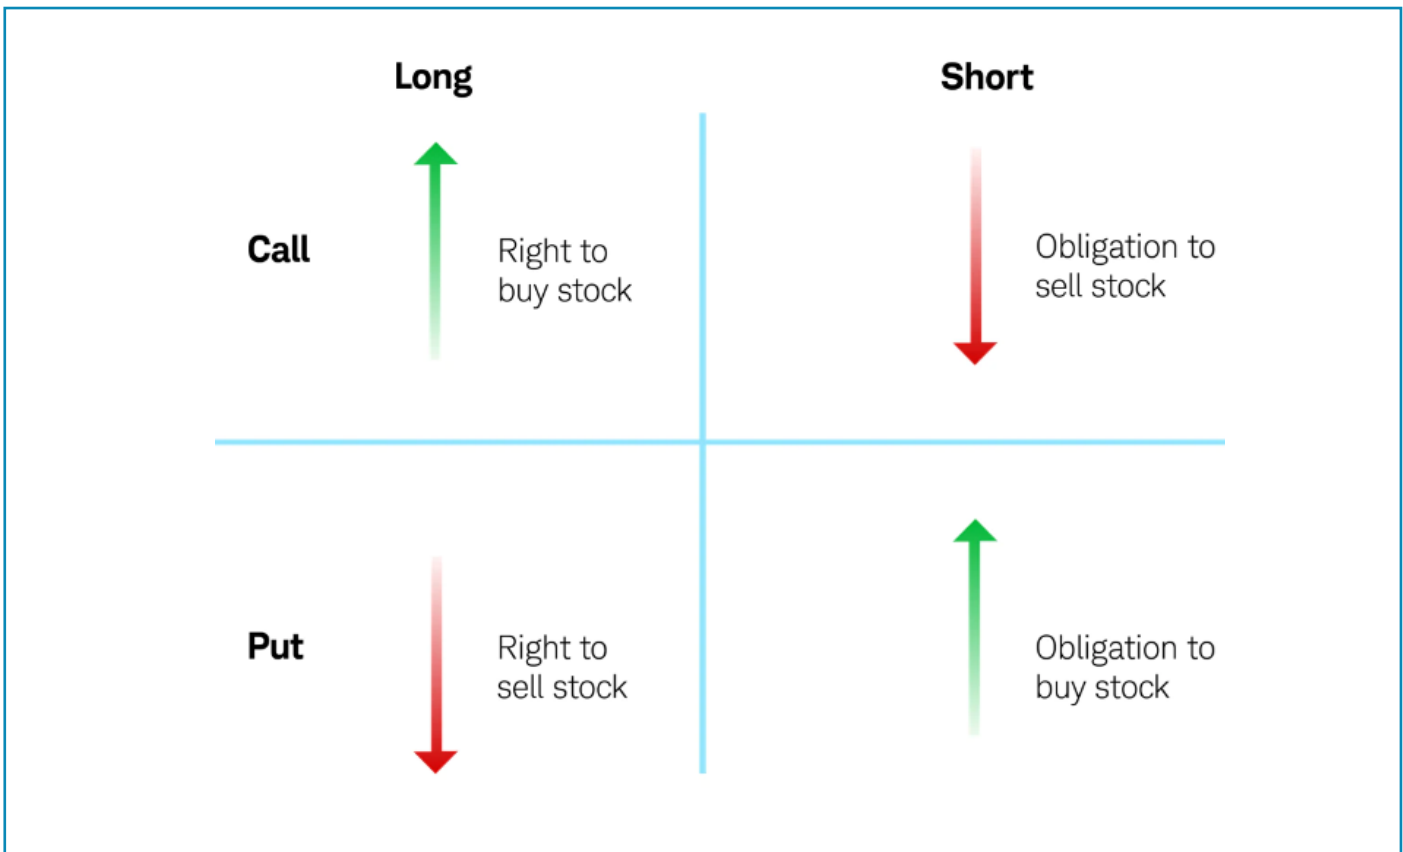 Long
Short
Call
Right to
buy stock
Obligation to
sell stock
Put
Right to
sell stock
Obligation to
buy stock